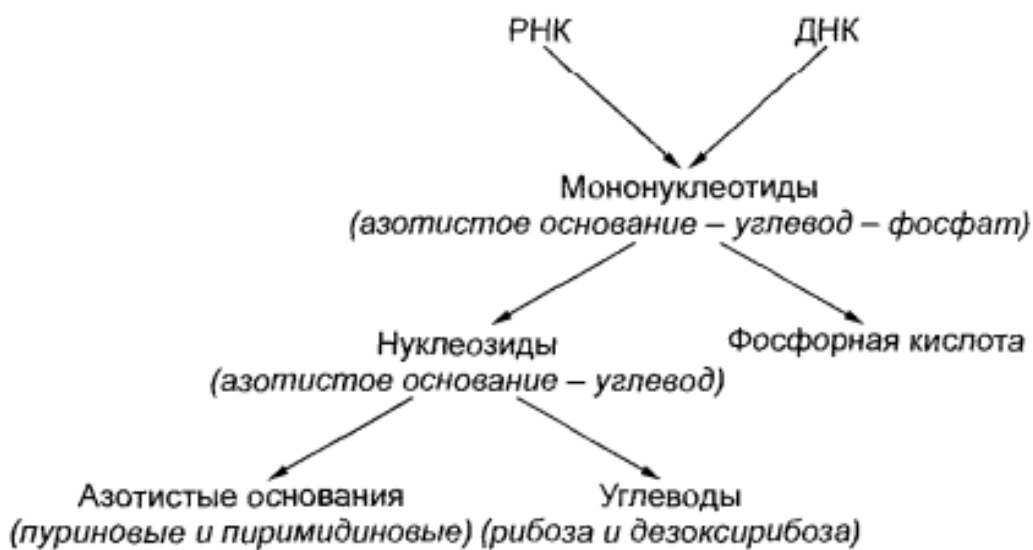 РНК ДНК
Мононуклеотиды
(азотистое основание – углевод – фосфат)
Нуклеозиды Фосфорная кислота
(азотистое основание – углевод)
Азотистые основания Углеводы
(пуриновые и пиримидиновые) (рибоза и дезоксирибоза)